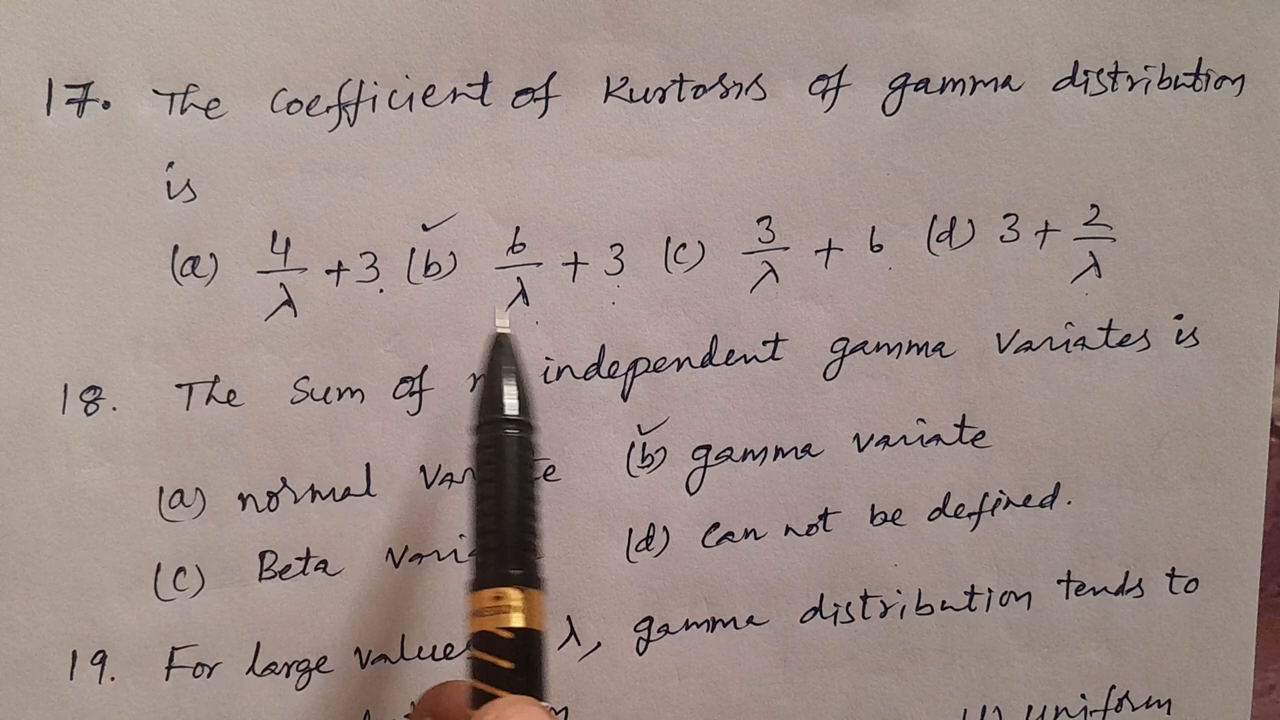 17. The Coefficient of Kurtosis of gamma distribution
is
(a) 4/λ +3. (b) 6/λ + 3 (c) 3/λ + 6 (d) 3 + 2/λ
18. The Sum of independent gamma Variates is
(a) normal (b) gamma variate
(c) Beta (d) Can not be defined.
19. For large values λ, gamma distribution tends to
uniform